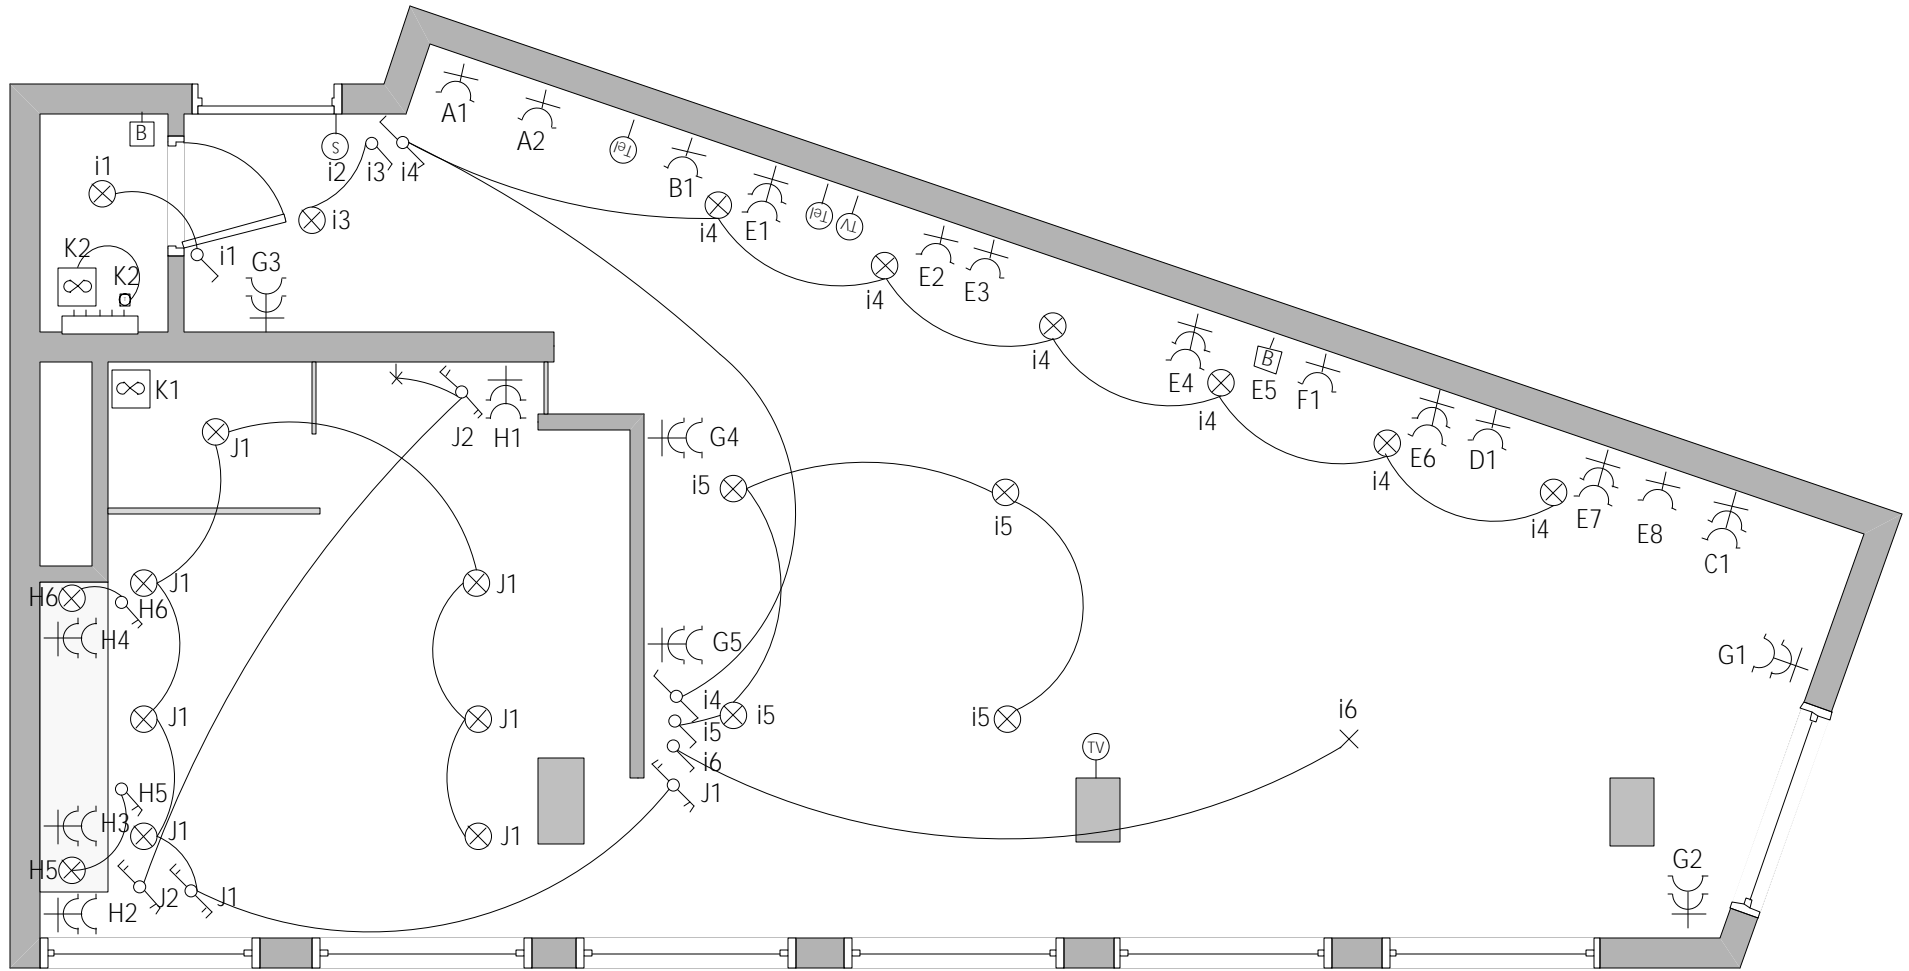 A1
A2
B
S
i2
i3
i4
Tel
B1
i1
i3
i4
E1
Tel
TV
i1
K2
K2
G3
i4
E2
E3
i4
E4
B
E5
F1
K1
i4
J1
J2
H1
G4
i4
E6
D1
i5
i5
i4
E7
E8
C1
J1
J1
H6
H6
H4
G5
G1
i4
i5
i5
i5
i6
J1
J1
TV
i6
J1
H5
H3
J1
J1
H5
J2
J1
H2
G2